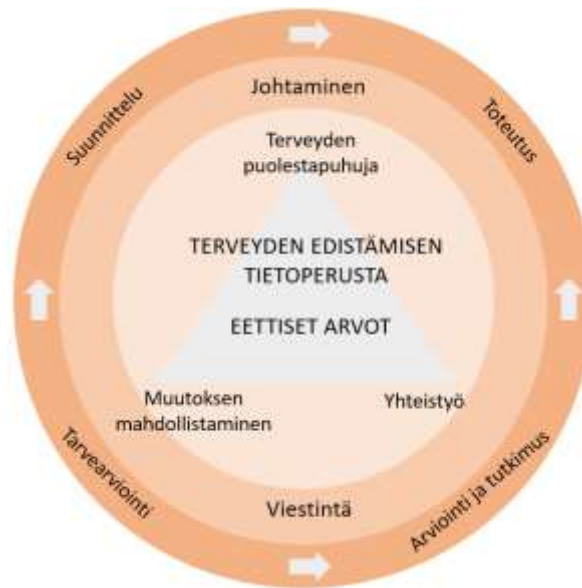 Suunnittelu
Johtaminen
Toteutus
Terveyden
puolestapuhuja
TERVEYDEN EDISTÄMISEN
TIETOPERUSTA
EETTISET ARVOT
Muutoksen
mahdollistaminen
Yhteistyö
Tarvearviointi
Viestintä
Arviointi ja tutkimus